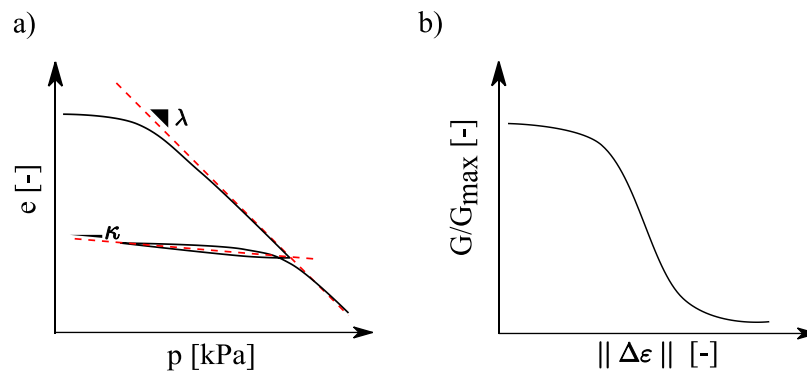 a)
e [-]
λ
κ
p [kPa]
b)
G/Gmax [-]
|| Δε || [-]